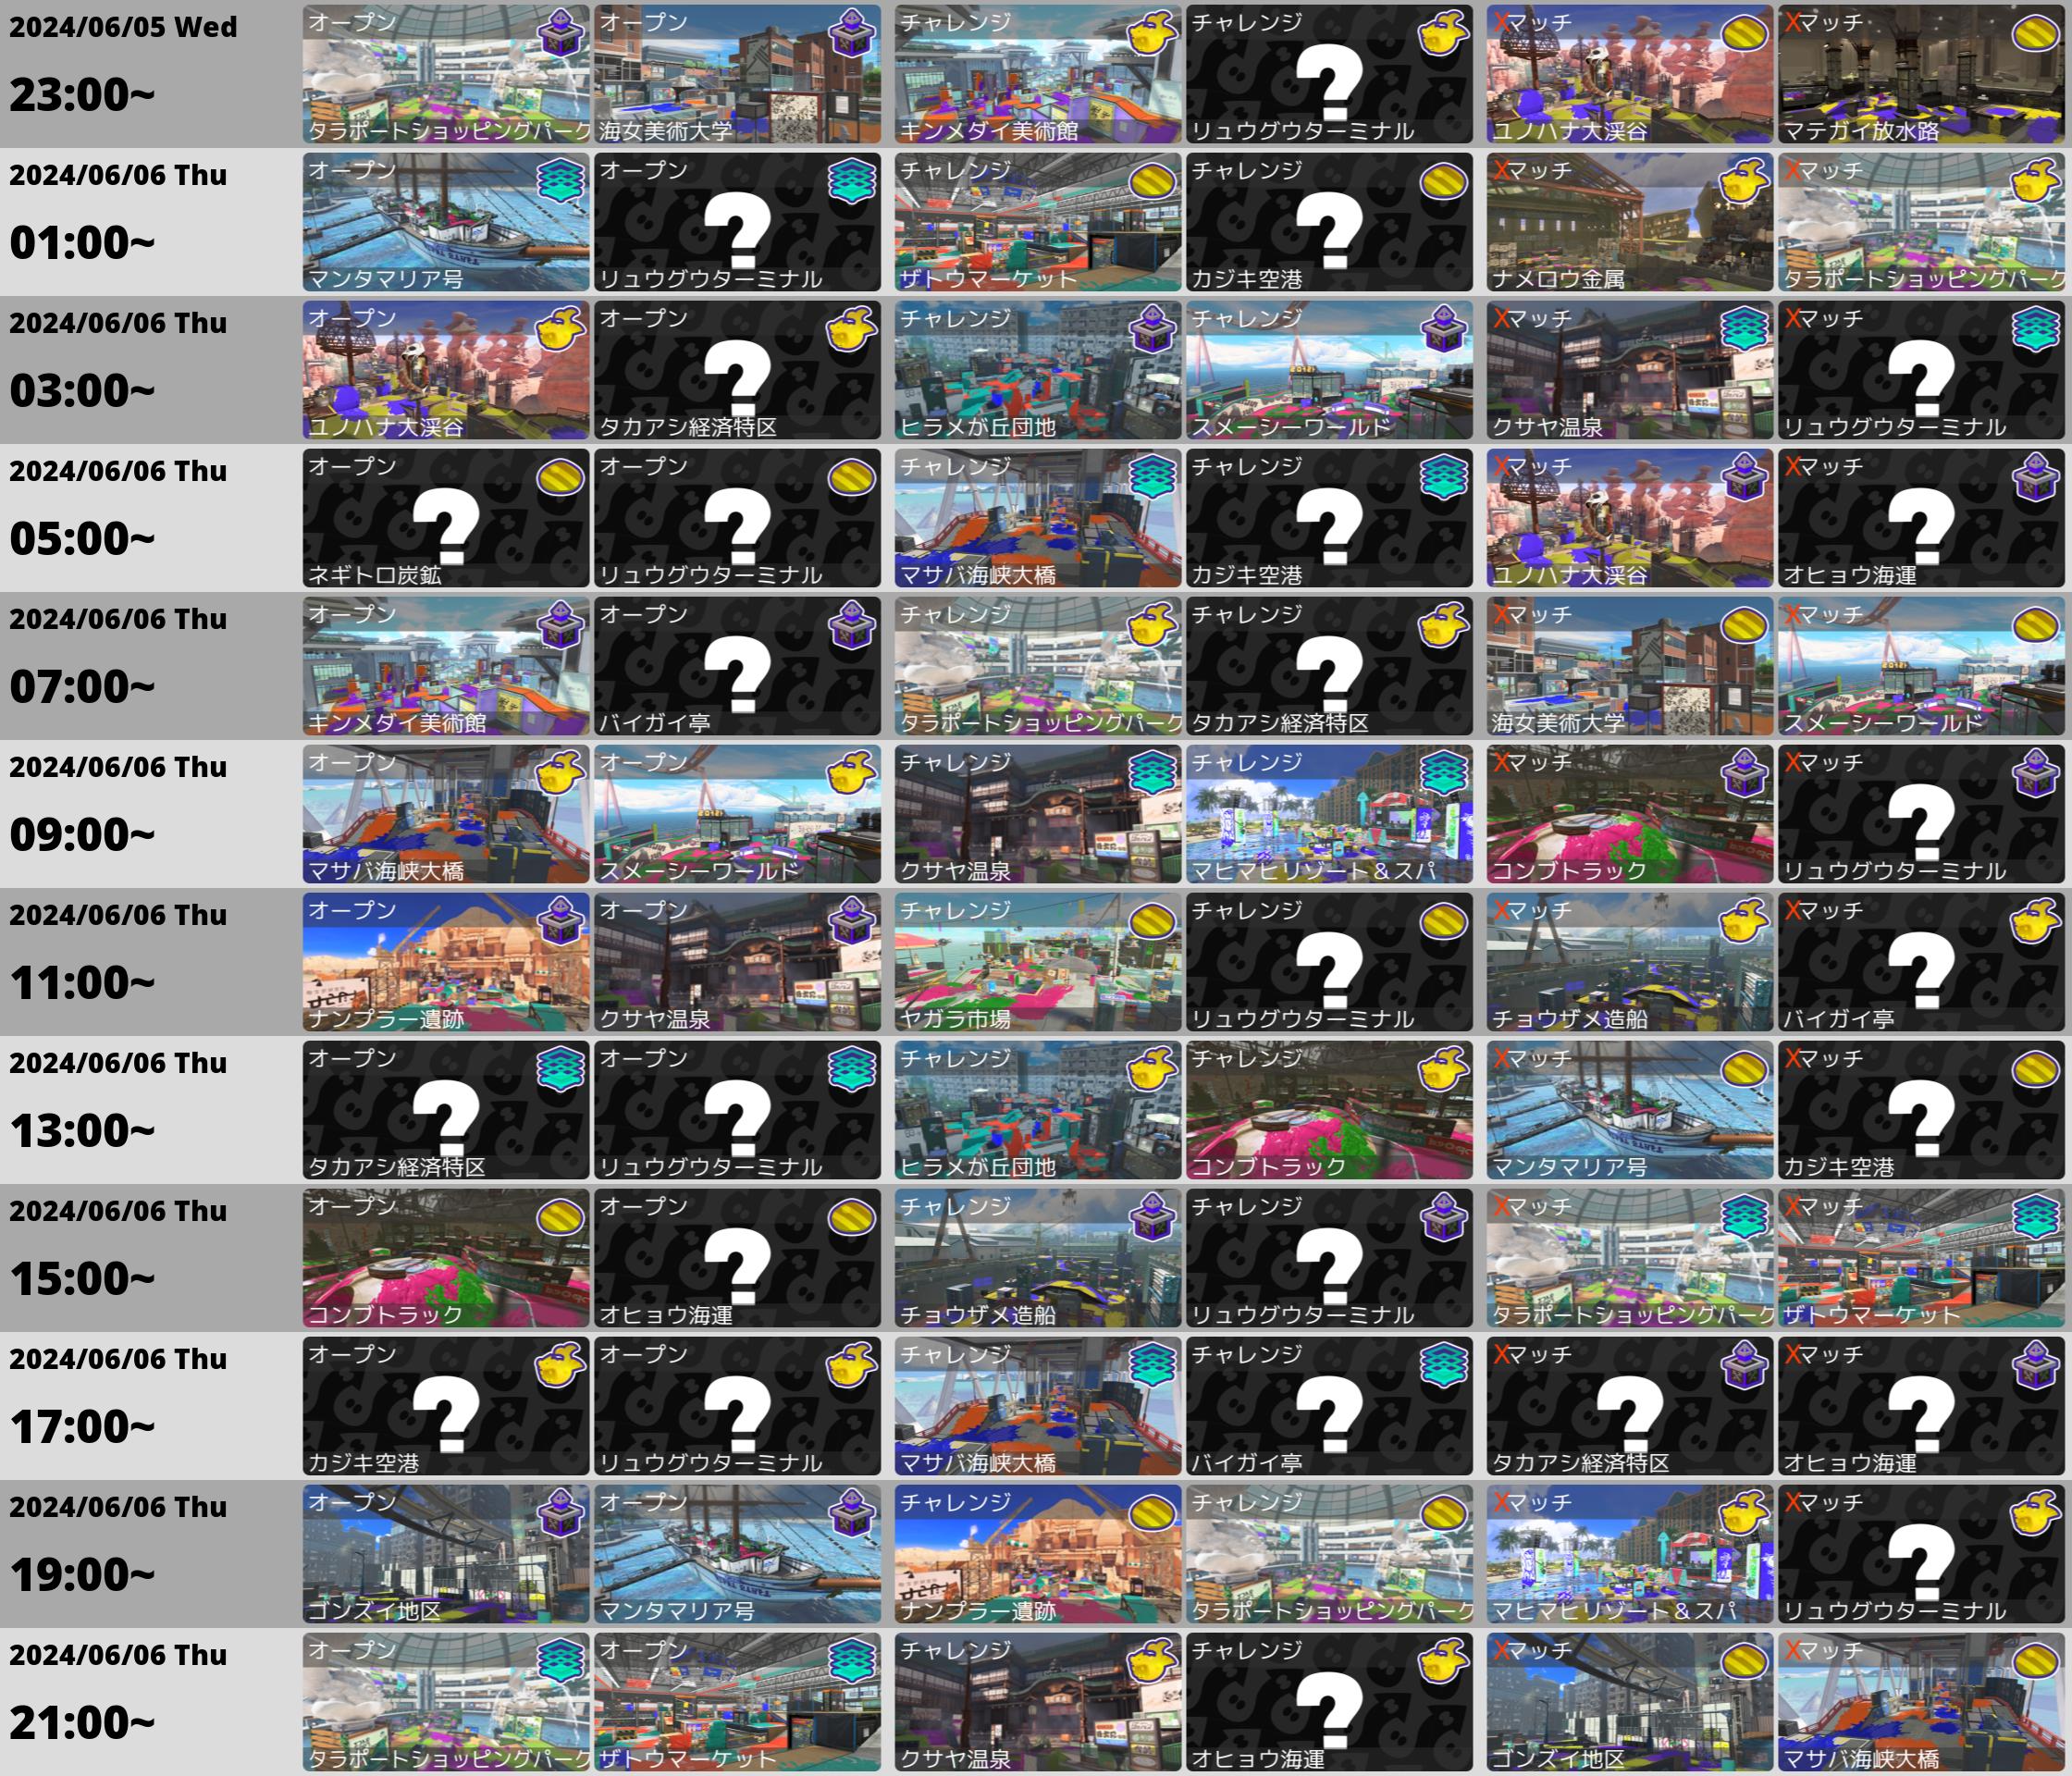 2024/06/05 Wed
23:00~
オープン
タラポートショッピングパーク
オープン
海女美術大学
チャレンジ
キンメダイ美術館
チャレンジ
リュウグウターミナル
Xマッチ
ユノハナ大渓谷
Xマッチ
マテガイ放水路
2024/06/06 Thu
01:00~
オープン
マンタマリア号
オープン
リュウグウターミナル
チャレンジ
ザトウマーケット
チャレンジ
カジキ空港
Xマッチ
ナメロウ金属
Xマッチ
タラポートショッピングパーク
2024/06/06 Thu
03:00~
オープン
ユノハナ大渓谷
オープン
タカアシ経済特区
チャレンジ
ヒラメが丘団地
チャレンジ
スメーシーワールド
Xマッチ
クサヤ温泉
Xマッチ
リュウグウターミナル
2024/06/06 Thu
05:00~
オープン
ネギトロ炭鉱
オープン
リュウグウターミナル
チャレンジ
マサバ海峡大橋
チャレンジ
カジキ空港
Xマッチ
ユノハナ大渓谷
Xマッチ
オヒョウ海運
2024/06/06 Thu
07:00~
オープン
キンメダイ美術館
オープン
バイガイ亭
チャレンジ
タラポートショッピングパーク
チャレンジ
タカアシ経済特区
Xマッチ
海女美術大学
Xマッチ
スメーシーワールド
2024/06/06 Thu
09:00~
オープン
マサバ海峡大橋
オープン
スメーシーワールド
チャレンジ
クサヤ温泉
チャレンジ
マヒマヒリゾート&スパ
Xマッチ
コンブトラック
Xマッチ
リュウグウターミナル
2024/06/06 Thu
11:00~
オープン
ナンプラー遺跡
オープン
クサヤ温泉
チャレンジ
ヤガラ市場
チャレンジ
リュウグウターミナル
Xマッチ
チョウザメ造船
Xマッチ
バイガイ亭
2024/06/06 Thu
13:00~
オープン
タカアシ経済特区
オープン
リュウグウターミナル
チャレンジ
ヒラメが丘団地
チャレンジ
コンブトラック
Xマッチ
マンタマリア号
Xマッチ
カジキ空港
2024/06/06 Thu
15:00~
オープン
コンブトラック
オープン
オヒョウ海運
チャレンジ
チョウザメ造船
チャレンジ
リュウグウターミナル
Xマッチ
タラポートショッピングパーク
Xマッチ
ザトウマーケット
2024/06/06 Thu
17:00~
オープン
カジキ空港
オープン
リュウグウターミナル
チャレンジ
マサバ海峡大橋
チャレンジ
バイガイ亭
Xマッチ
タカアシ経済特区
Xマッチ
オヒョウ海運
2024/06/06 Thu
19:00~
オープン
ゴンズイ地区
オープン
マンタマリア号
チャレンジ
ナンプラー遺跡
チャレンジ
タラポートショッピングパーク
Xマッチ
マヒマヒリゾート&スパ
Xマッチ
リュウグウターミナル
2024/06/06 Thu
21:00~
オープン
タラポートショッピングパーク
オープン
ザトウマーケット
チャレンジ
クサヤ温泉
チャレンジ
オヒョウ海運
Xマッチ
ゴンズイ地区
Xマッチ
マサバ海峡大橋